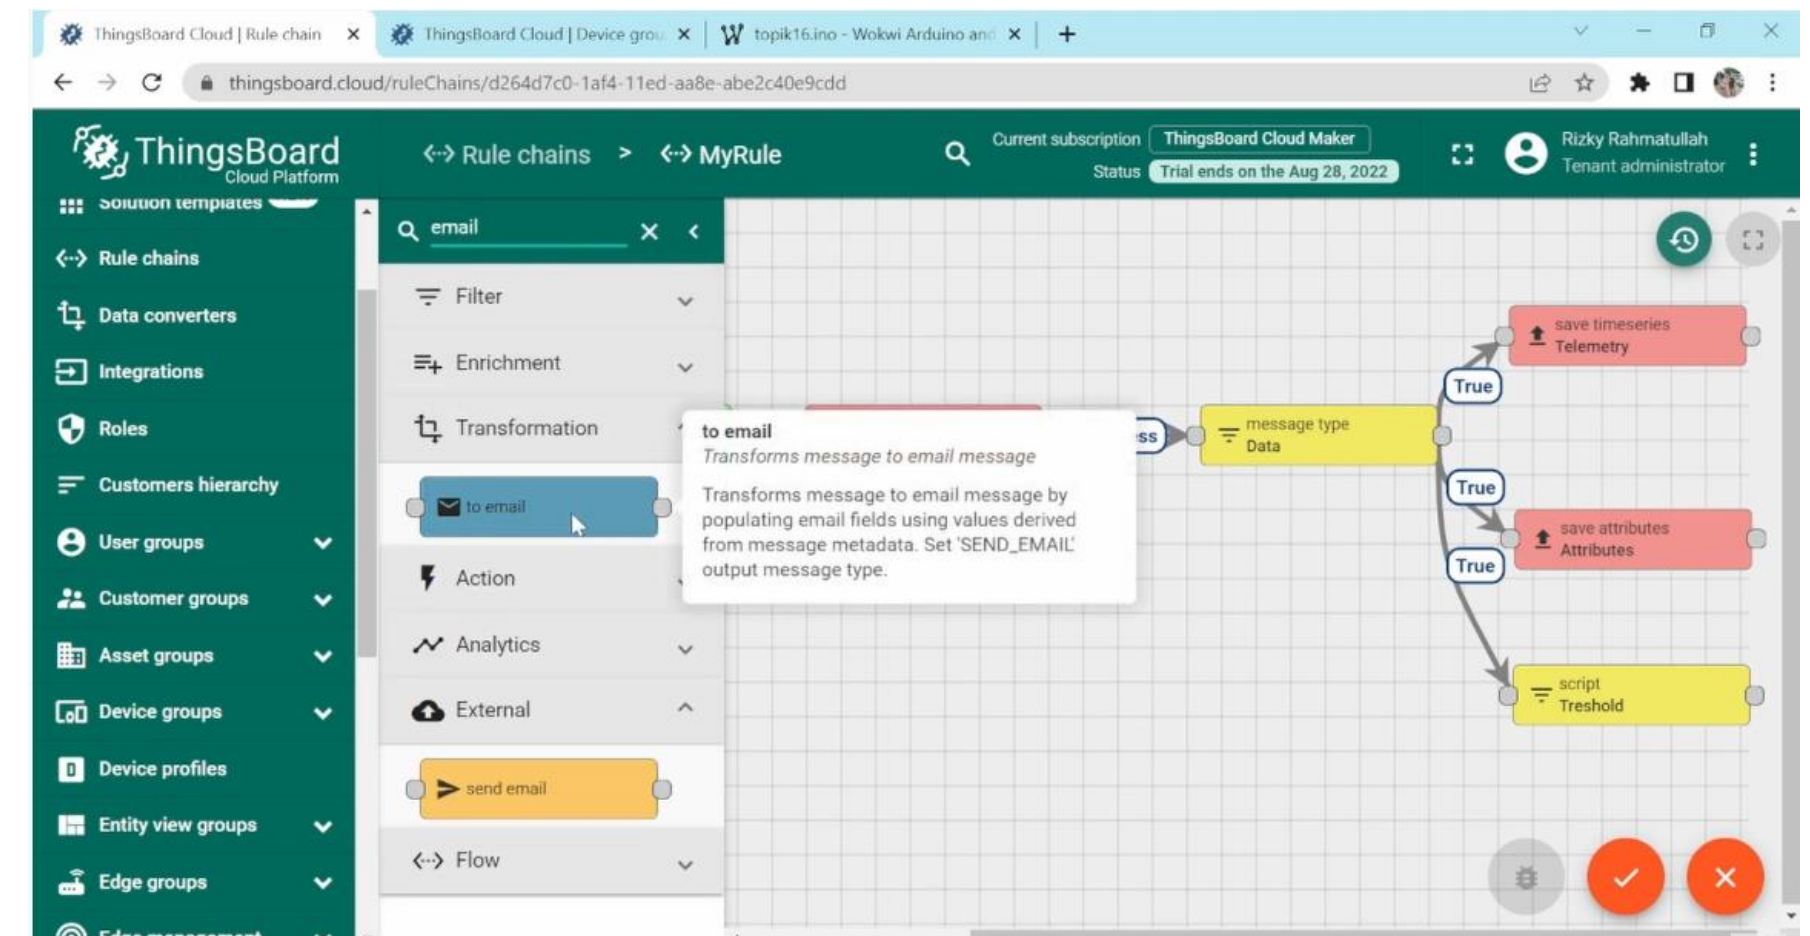 ThingsBoard Cloud | Rule chain
ThingsBoard Cloud | Device grou
topik16.ino - Wokwi Arduino and
thingsboard.cloud/ruleChains/d264d7c0-1af4-11ed-aa8e-abe2c40e9cdd
ThingsBoard
Cloud Platform
Rule chains > MyRule
Current subscription ThingsBoard Cloud Maker
Status Trial ends on the Aug 28, 2022
Rizky Rahmatullah
Tenant administrator
Solution templates
Rule chains
Data converters
Integrations
Roles
Customers hierarchy
User groups
Customer groups
Asset groups
Device groups
Device profiles
Entity view groups
Edge groups
email
Filter
Enrichment
Transformation
to email
Action
Analytics
External
send email
Flow
to email
Transforms message to email message
Transforms message to email message by
populating email fields using values derived
from message metadata. Set 'SEND_EMAIL'
output message type.
ss
message type
Data
True
True
True
save timeseries
Telemetry
save attributes
Attributes
script
Treshold